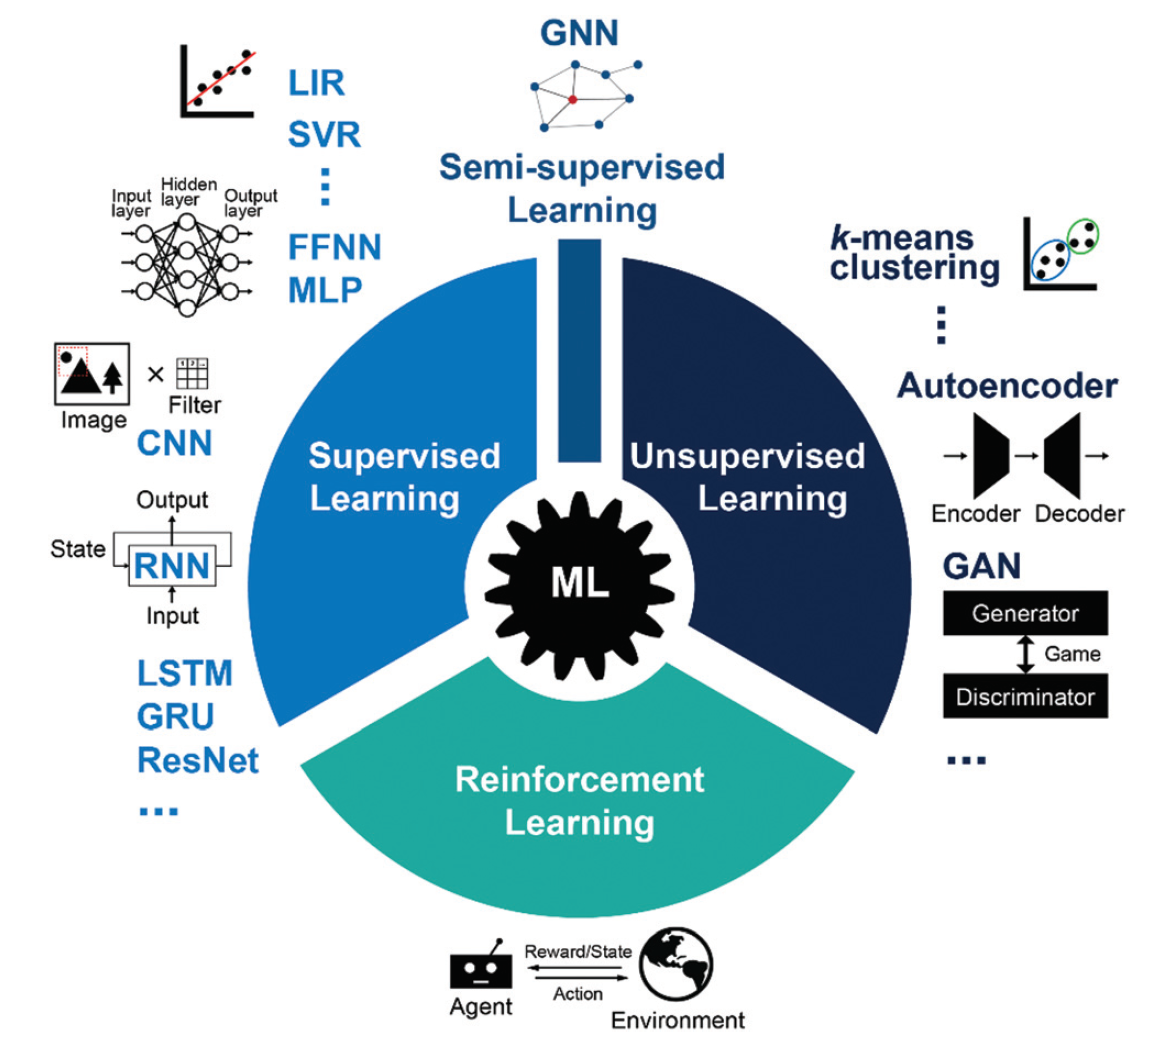 GNN
Semi-supervised
Learning
LIR
SVR
Input
layer
Hidden
layer
Output
layer
FFNN
MLP
Image
×
1 2 ...
Filter
CNN
Output
State
RNN
Input
LSTM
GRU
ResNet
...
Supervised
Learning
Unsupervised
Learning
ML
Reinforcement
Learning
k-means
clustering
Autoencoder
Encoder Decoder
GAN
Generator
Game
Discriminator
...
Reward/State
Action
Agent
Environment